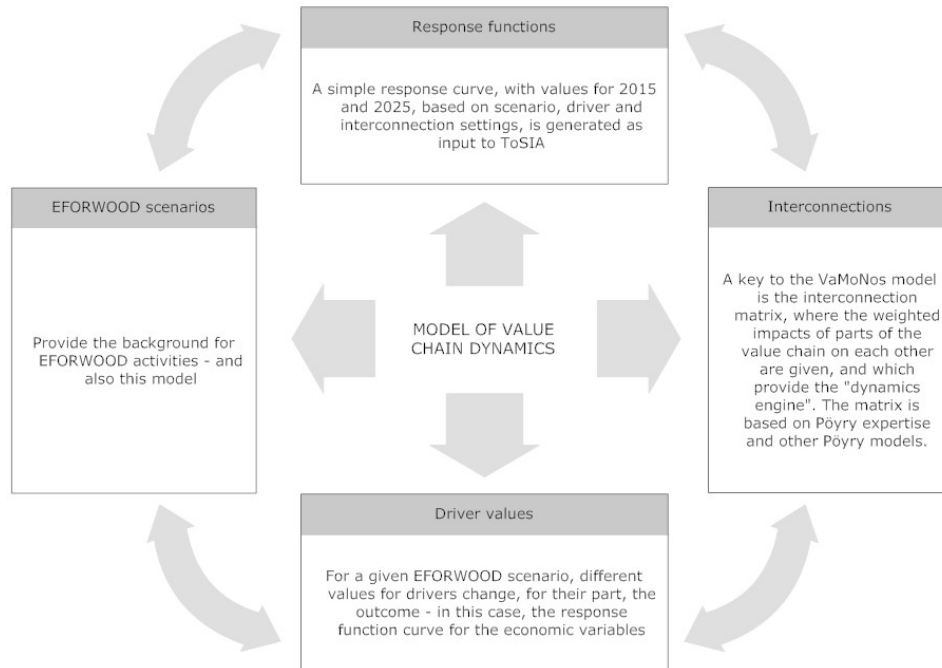 Response functions
A simple response curve, with values for 2015
and 2025, based on scenario, driver and
interconnection settings, is generated as
input to ToSIA
EFORWOOD scenarios
Provide the background for
EFORWOOD activities - and
also this model
MODEL OF VALUE
CHAIN DYNAMICS
Interconnections
A key to the VaMoNos model
is the interconnection
matrix, where the weighted
impacts of parts of the
value chain on each other
are given, and which
provide the "dynamics
engine". The matrix is
based on Pöyry expertise
and other Pöyry models.
Driver values
For a given EFORWOOD scenario, different
values for drivers change, for their part, the
outcome - in this case, the response
function curve for the economic variables